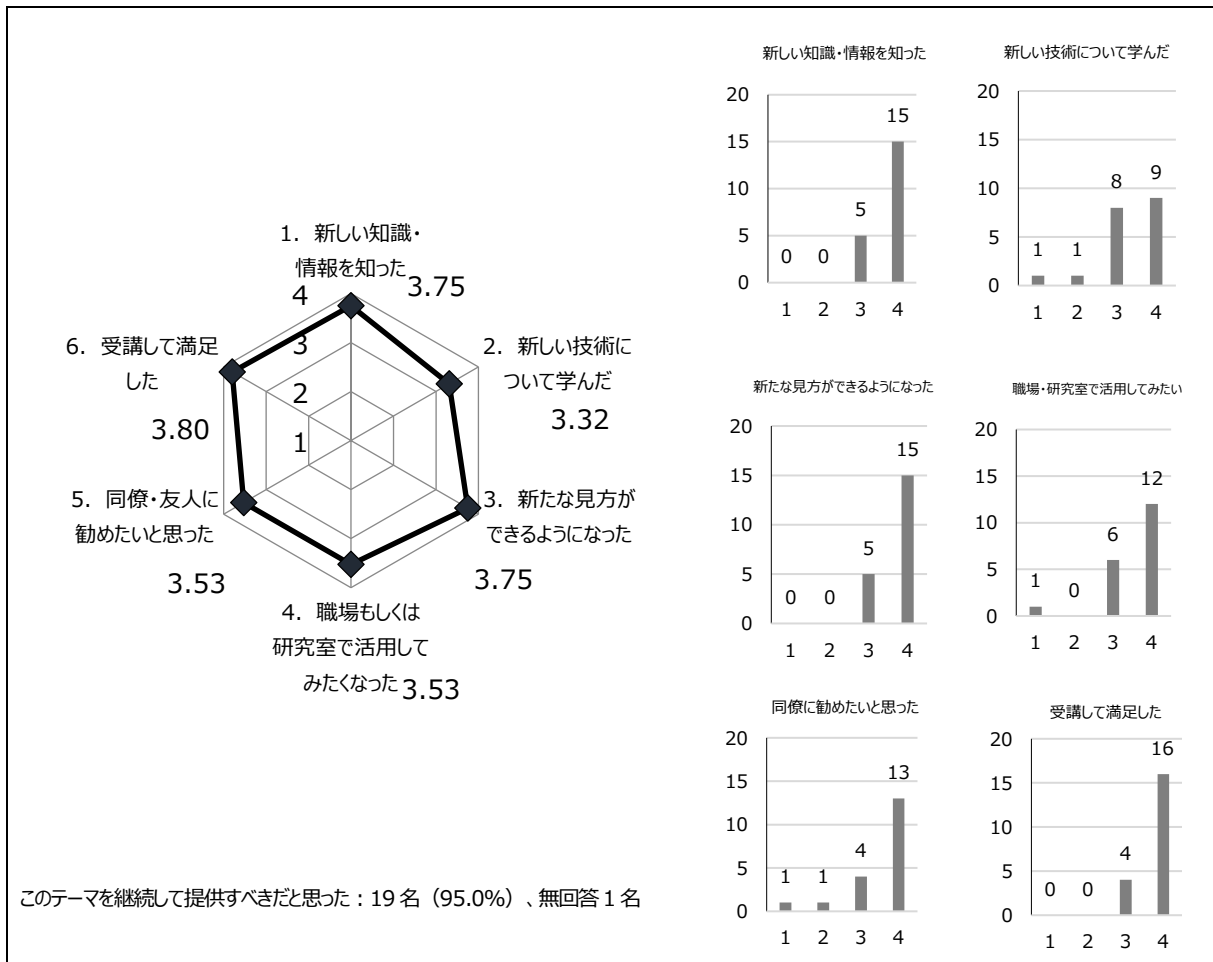 1. 新しい知識・
情報を知った
3.75
2. 新しい技術に
ついて学んだ
3.32
3. 新たな見方が
できるようになった
3.75
4. 職場もしくは
研究室で活用して
みたくなった
3.53
5. 同僚・友人に
勧めたいと思った
3.53
6. 受講して満足
した
3.80
4
3
2
1
このテーマを継続して提供すべきだと思った：19 名（95.0%）、無回答 1 名
新しい知識・情報を知った
20
15
10
5
0
0
0
5
15
1 2 3 4
新しい技術について学んだ
20
15
10
5
0
1
1
8
9
1 2 3 4
新たな見方ができるようになった
20
15
10
5
0
0
0
5
15
1 2 3 4
職場・研究室で活用してみたい
20
15
10
5
0
1
0
6
12
1 2 3 4
同僚に勧めたいと思った
20
15
10
5
0
1
1
4
13
1 2 3 4
受講して満足した
20
15
10
5
0
0
0
4
16
1 2 3 4